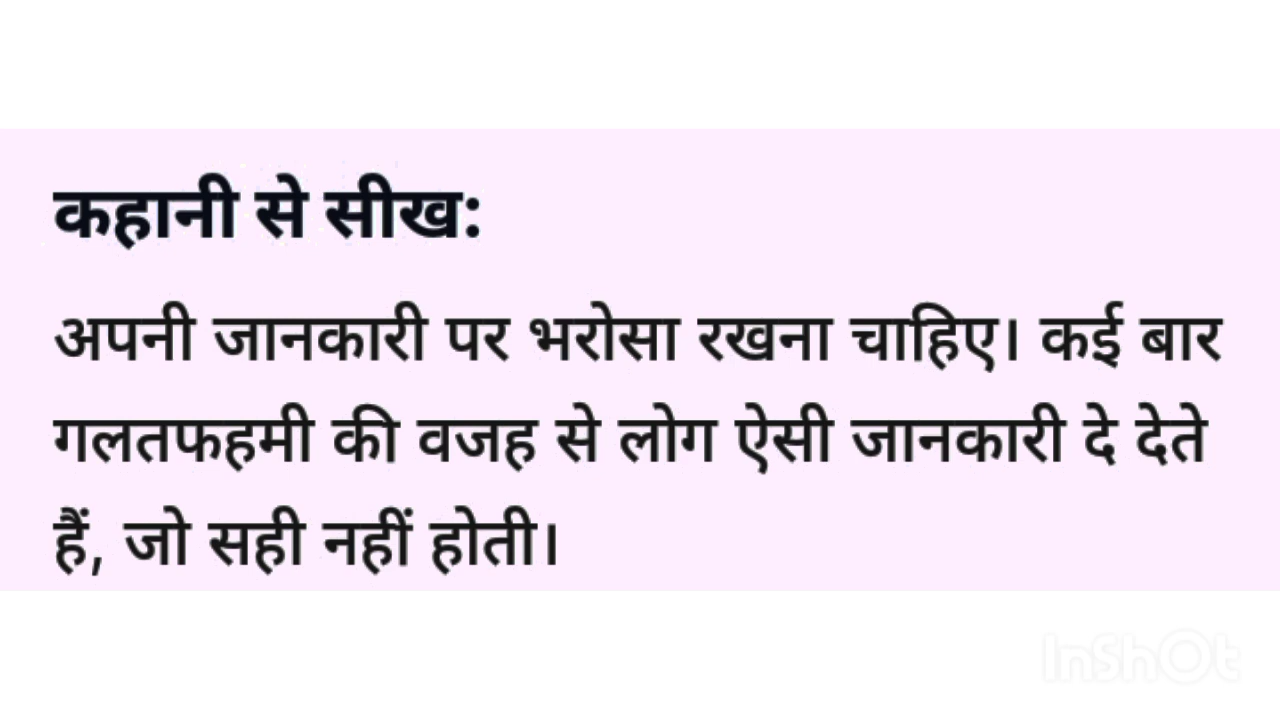 कहानी से सीख:
अपनी जानकारी पर भरोसा रखना चाहिए। कई बार
गलतफहमी की वजह से लोग ऐसी जानकारी दे देते
हैं, जो सही नहीं होती।
InShOt